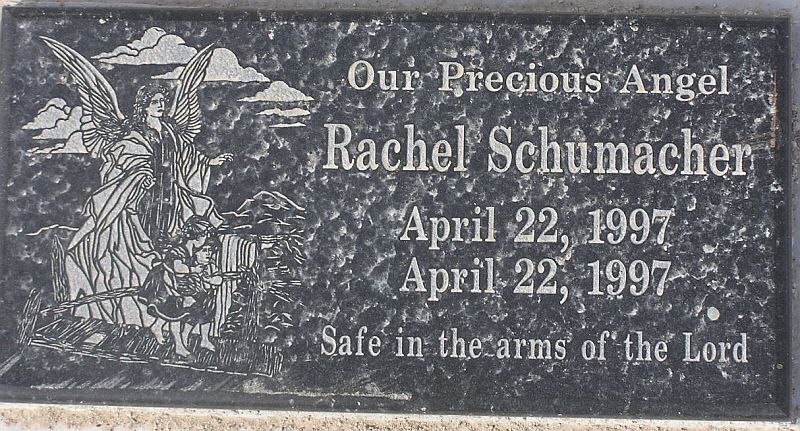 Our Precious Angel
Rachel Schumacher
April 22, 1997
April 22, 1997
Safe in the arms of the Lord